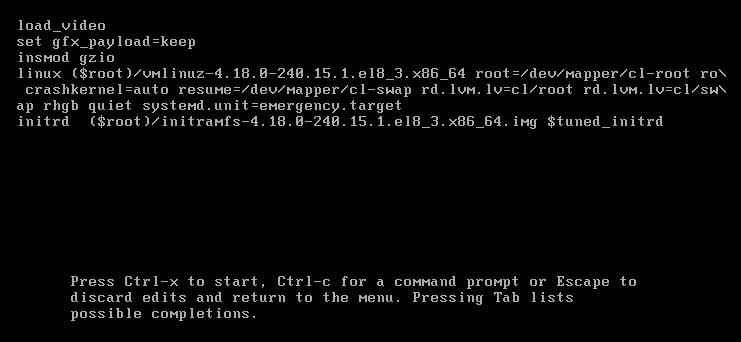 load_video
set gfx_payload=keep
insmod gzio
linux ($root)/vmlinuz-4.18.0-240.15.1.el8_3.x86_64 root=/dev/mapper/cl-root ro\
 crashkernel=auto resume=/dev/mapper/cl-swap rd.lvm.lv=cl/root rd.lvm.lv=cl/sw\
ap rhgb quiet systemd.unit=emergency.target
initrd  ($root)/initramfs-4.18.0-240.15.1.el8_3.x86_64.img $tuned_initrd
Press Ctrl-x to start, Ctrl-c for a command prompt or Escape to
discard edits and return to the menu. Pressing Tab lists
possible completions.